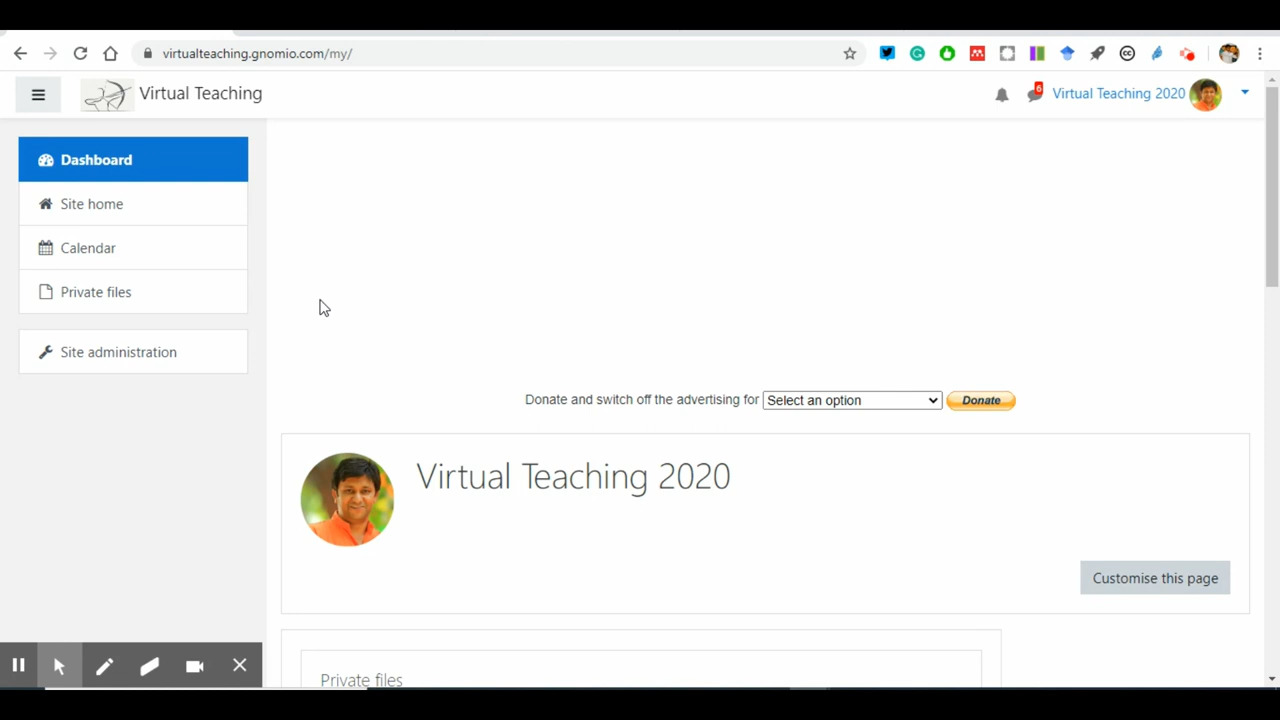 virtualteaching.gnomio.com/my/
Virtual Teaching
6
Virtual Teaching 2020
Dashboard
Site home
Calendar
Private files
Site administration
Donate and switch off the advertising for Select an option Donate
Virtual Teaching 2020
Customise this page
Private files